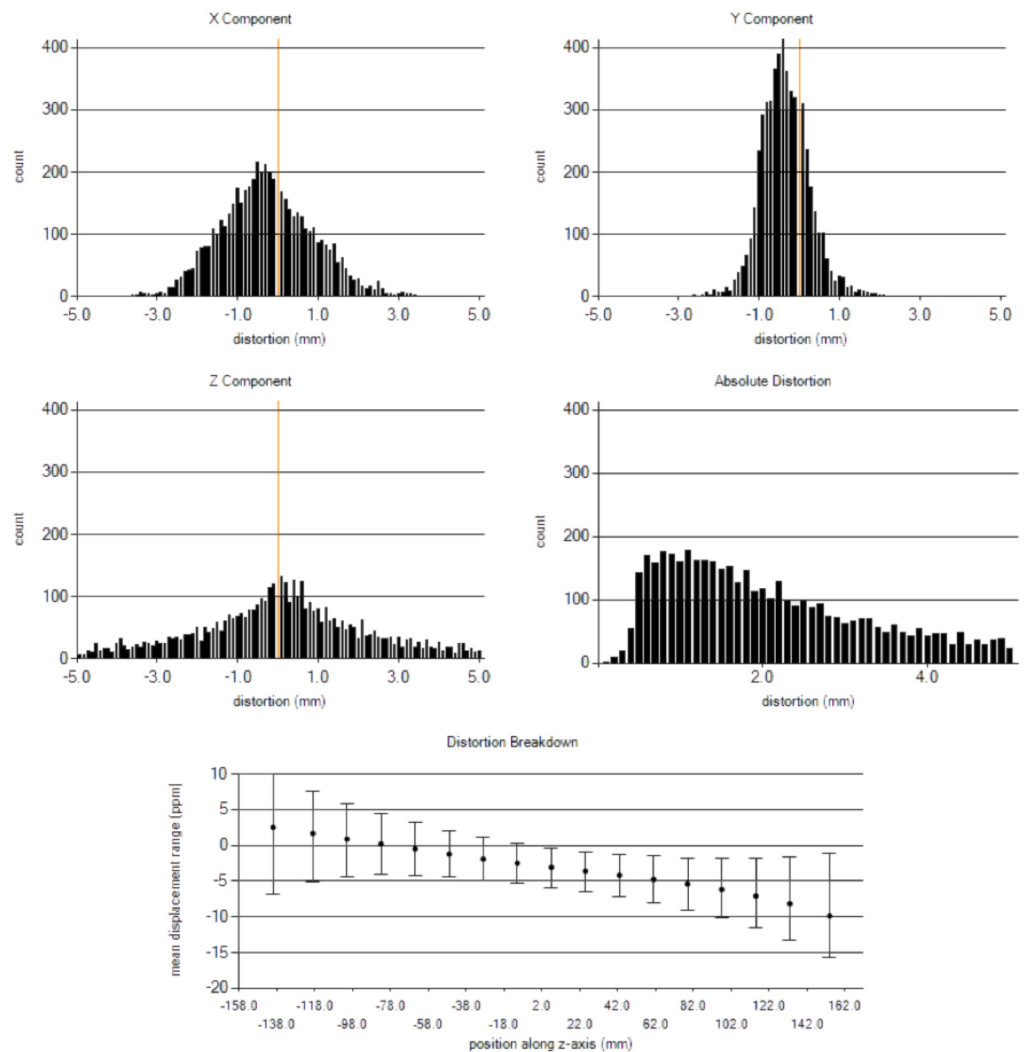 X Component
Y Component
400
300
200
100
0
count
-5.0 -3.0 -1.0 1.0 3.0 5.0
distortion (mm)
400
300
200
100
0
count
-5.0 -3.0 -1.0 1.0 3.0 5.0
distortion (mm)
Z Component
Absolute Distortion
400
300
200
100
0
count
-5.0 -3.0 -1.0 1.0 3.0 5.0
distortion (mm)
400
300
200
100
0
count
2.0 4.0
distortion (mm)
Distortion Breakdown
10
5
0
-5
-10
-15
-20
mean displacement range (ppm)
-158.0 -118.0 -78.0 -38.0 2.0 42.0 82.0 122.0 162.0
-138.0 -98.0 -58.0 -18.0 22.0 62.0 102.0 142.0
position along z-axis (mm)